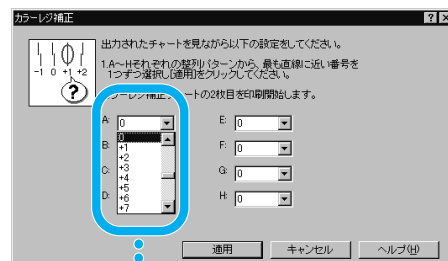 カラーレジ補正
出力されたチャートを見ながら以下の設定をしてください。
1.A～Hそれぞれの整列パターンから、最も直線に近い番号を
1つずつ選択し[適用]をクリックしてください。
-1 0 +1 +2
?
カラーレジ補正チャートの2枚目を印刷開始します。
A: 0
0
+1
+2
+3
+4
+5
+6
+7
B:
C:
D:
E: 0
F: 0
G: 0
H: 0
適用 キャンセル ヘルプ(H)